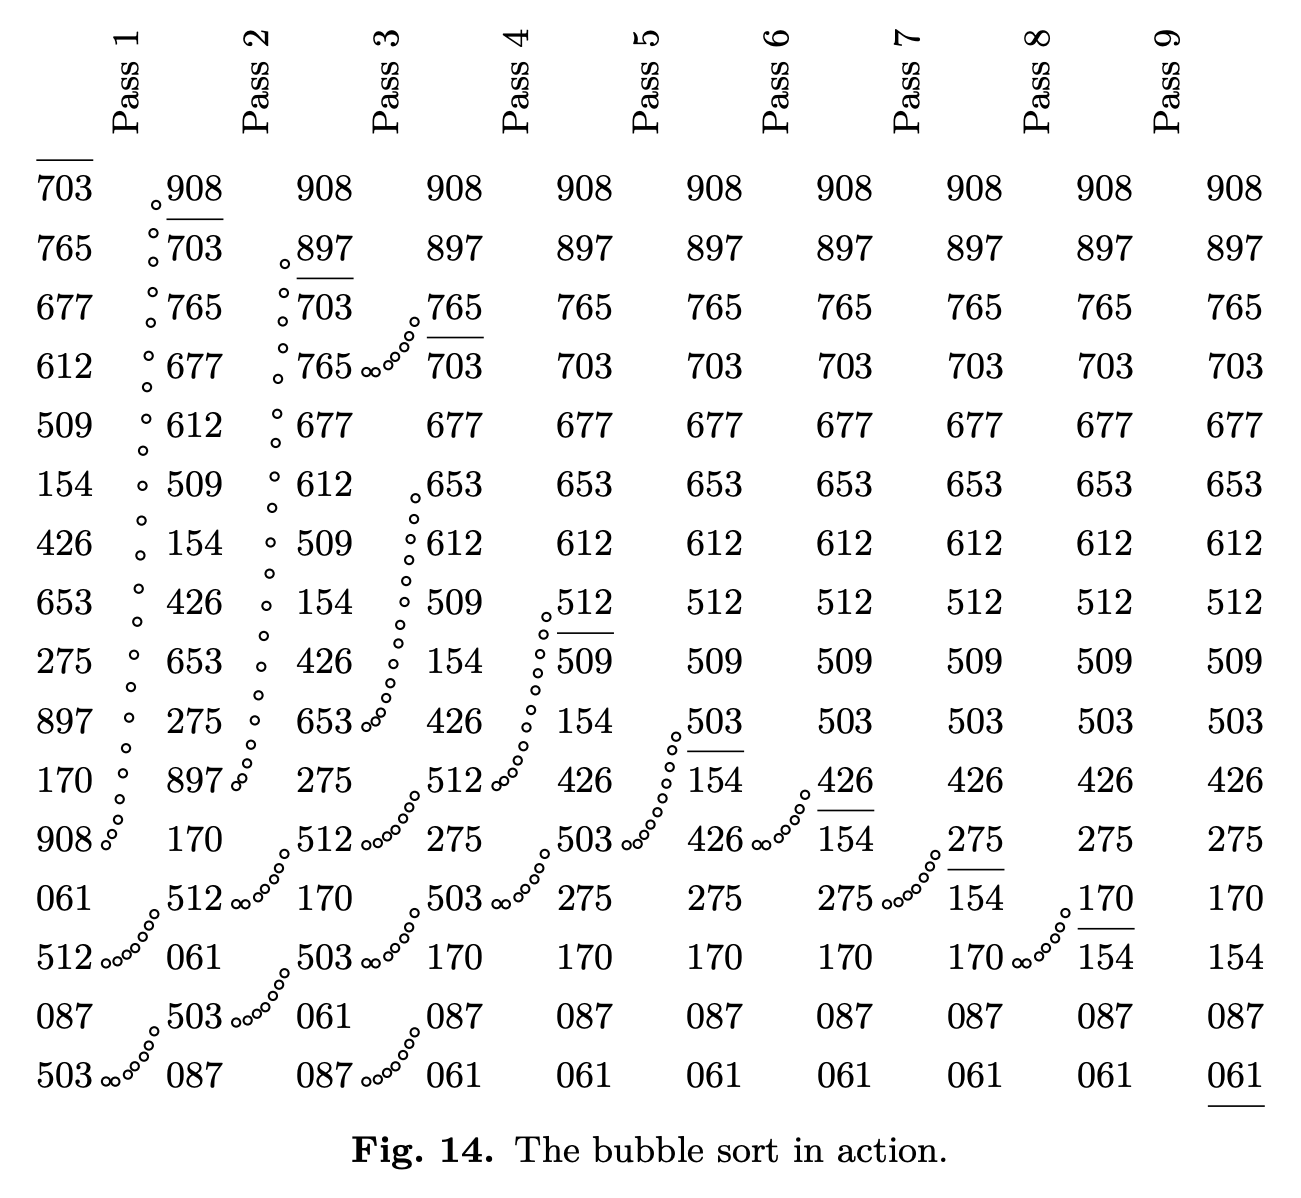 Pass 1 Pass 2 Pass 3 Pass 4 Pass 5 Pass 6 Pass 7 Pass 8 Pass 9
703 908 908 908 908 908 908 908 908 908
765 703 897 897 897 897 897 897 897 897
677 765 703 765 765 765 765 765 765 765
612 677 765 703 703 703 703 703 703 703
509 612 677 677 677 677 677 677 677 677
154 509 612 653 653 653 653 653 653 653
426 154 509 612 612 612 612 612 612 612
653 426 154 509 512 512 512 512 512 512
275 653 426 154 509 509 509 509 509 509
897 275 653 426 154 503 503 503 503 503
170 897 275 512 426 154 426 426 426 426
908 170 512 275 503 426 154 275 275 275
061 512 170 503 275 275 275 154 170 170
512 061 503 170 170 170 170 170 154 154
087 503 061 087 087 087 087 087 087 087
503 087 087 061 061 061 061 061 061 061
Fig. 14. The bubble sort in action.